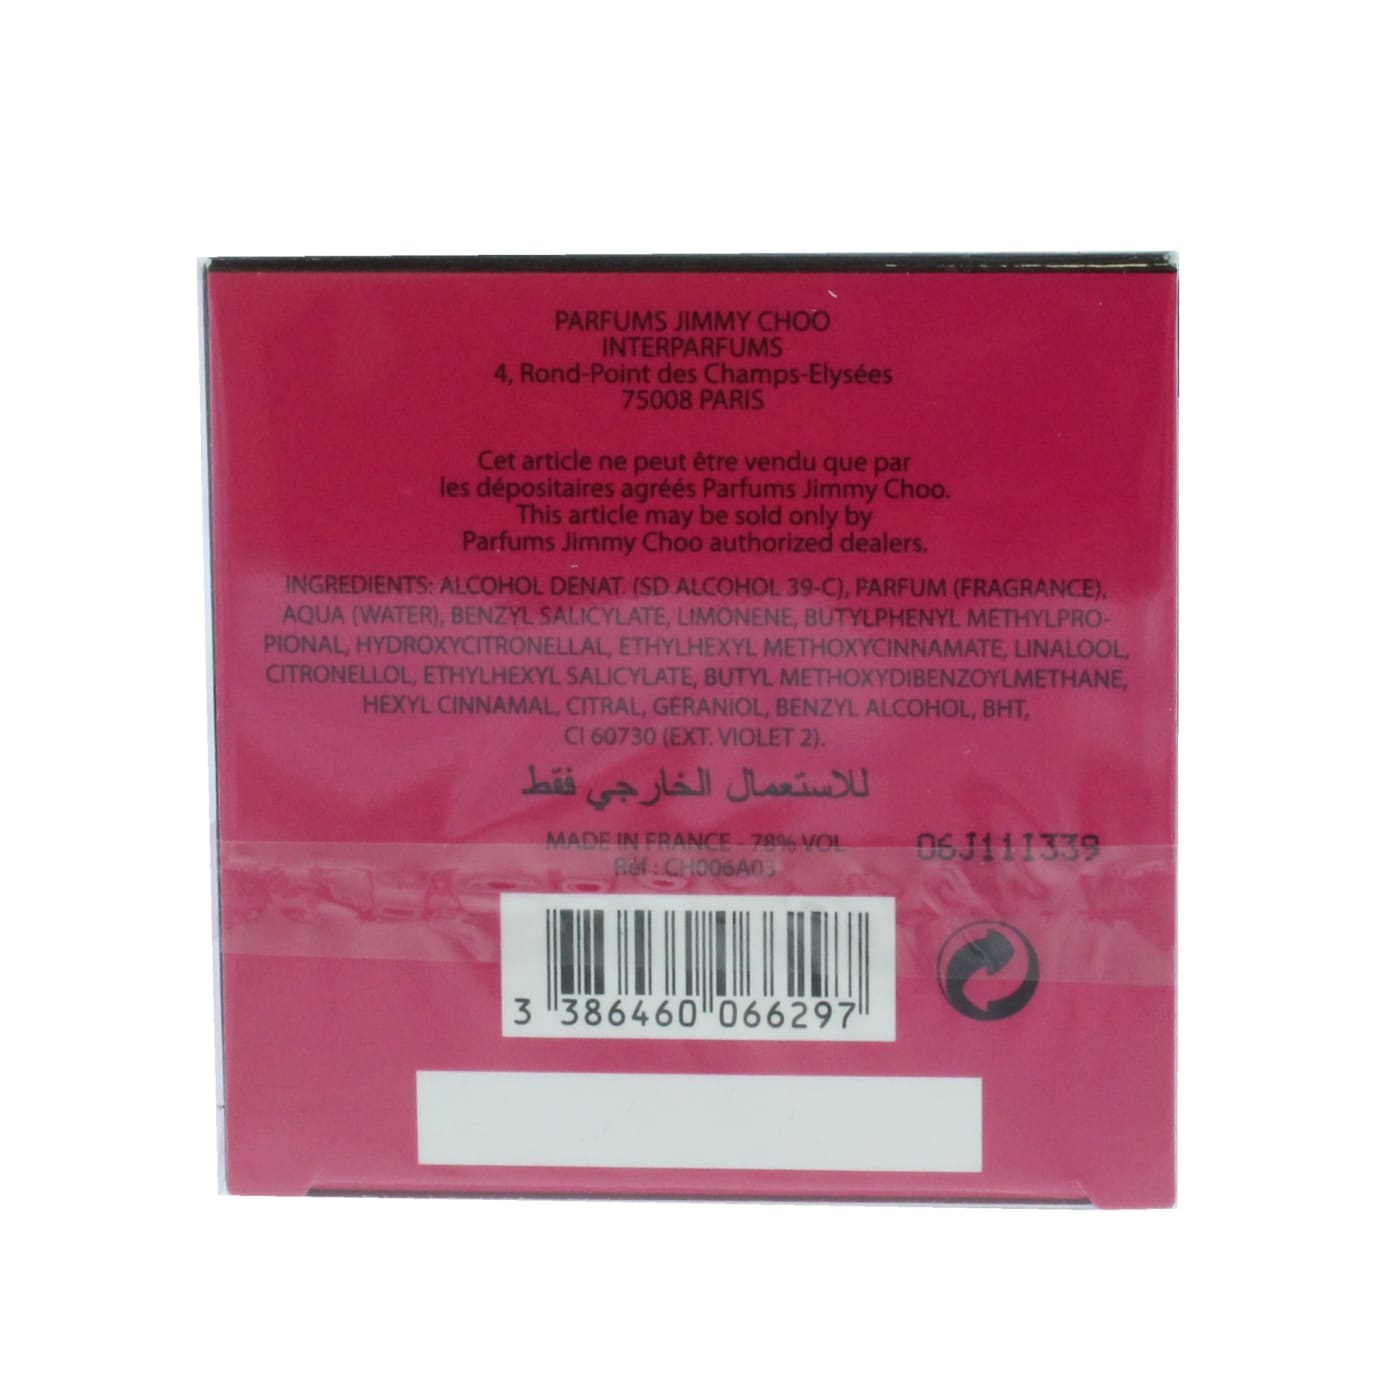 PARFUMS JIMMY CHOO
INTERPARFUMS
4, Rond-Point des Champs-Elysées
75008 PARIS
Cet article ne peut être vendu que par
les dépositaires agréés Parfums Jimmy Choo.
This article may be sold only by
Parfums Jimmy Choo authorized dealers.
INGREDIENTS: ALCOHOL DENAT. (SD ALCOHOL 39-C), PARFUM (FRAGRANCE),
AQUA (WATER), BENZYL SALICYLATE, LIMONENE, BUTYLPHENYL METHYLPRO-
PIONAL, HYDROXYCITRONELLAL, ETHYLHEXYL METHOXYCINNAMATE, LINALOOL,
CITRONELLOL, ETHYLHEXYL SALICYLATE, BUTYL METHOXYDIBENZOYLMETHANE,
HEXYL CINNAMAL, CITRAL, GERANIOL, BENZYL ALCOHOL, BHT,
CI 60730 (EXT. VIOLET 2).
للاستعمال الخارجي فقط
MADE IN FRANCE - 78% VOL
06J11I339
Réf : CH006A03
3 386460 066297